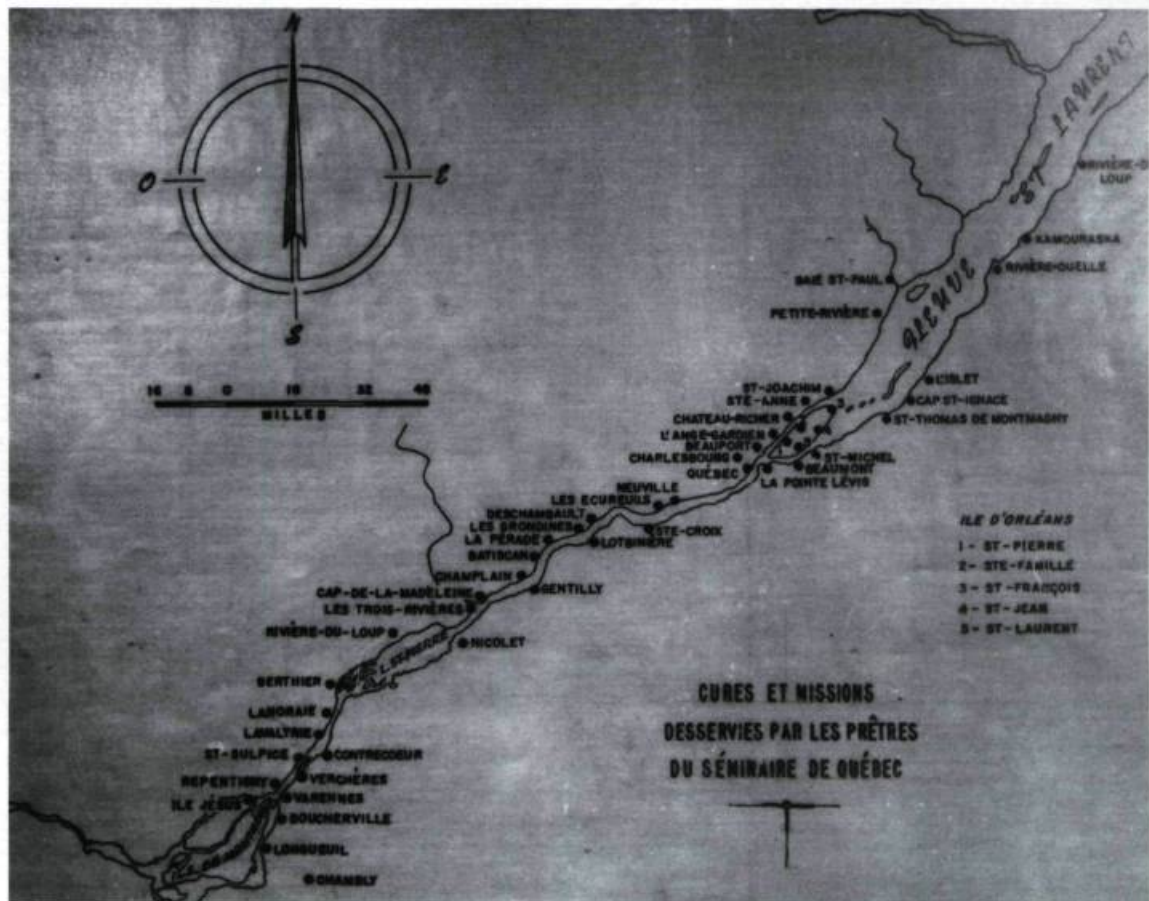 N
O
E
S
16 8 0 16 32 48
MILLES
FLEUVE ST LAURENT
RIVIÈRE-D
LOUP
KAMOURASKA
RIVIÈRE-OUELLE
BAIE ST-PAUL
PETITE-RIVIÈRE
L'ISLET
CAP ST-IGNACE
ST-THOMAS DE MONTMAGNY
ST-JOACHIM
STE-ANNE
CHATEAU-RICHER
L'ANGE-GARDIEN
BEAUPORT
CHARLESBOURG
QUÉBEC
ST-MICHEL
BEAUMONT
LA POINTE LÉVIS
NEUVILLE
LES ECUREUILS
DESCHAMBAULT
LES GRONDINES
LA PÉRADE
BATISCAN
STE-CROIX
LOTBINIÈRE
CHAMPLAIN
GENTILLY
CAP-DE-LA-MADELEINE
LES TROIS-RIVIÈRES
RIVIÈRE-DU-LOUP
L. ST-PIERRE
NICOLET
BERTHIER
LANORAIE
LAVALTRIE
ST-SULPICE
CONTRECOEUR
REPENTIGNY
VERCHÈRES
ILE JÉSUS
VARENNES
BOUCHERVILLE
LONGUEUIL
CHAMBLY
ILE D'ORLÉANS
1 - ST-PIERRE
2 - STE-FAMILLE
3 - ST-FRANÇOIS
4 - ST-JEAN
5 - ST-LAURENT
CURES ET MISSIONS
DESSERVIES PAR LES PRÊTRES
DU SÉMINAIRE DE QUÉBEC